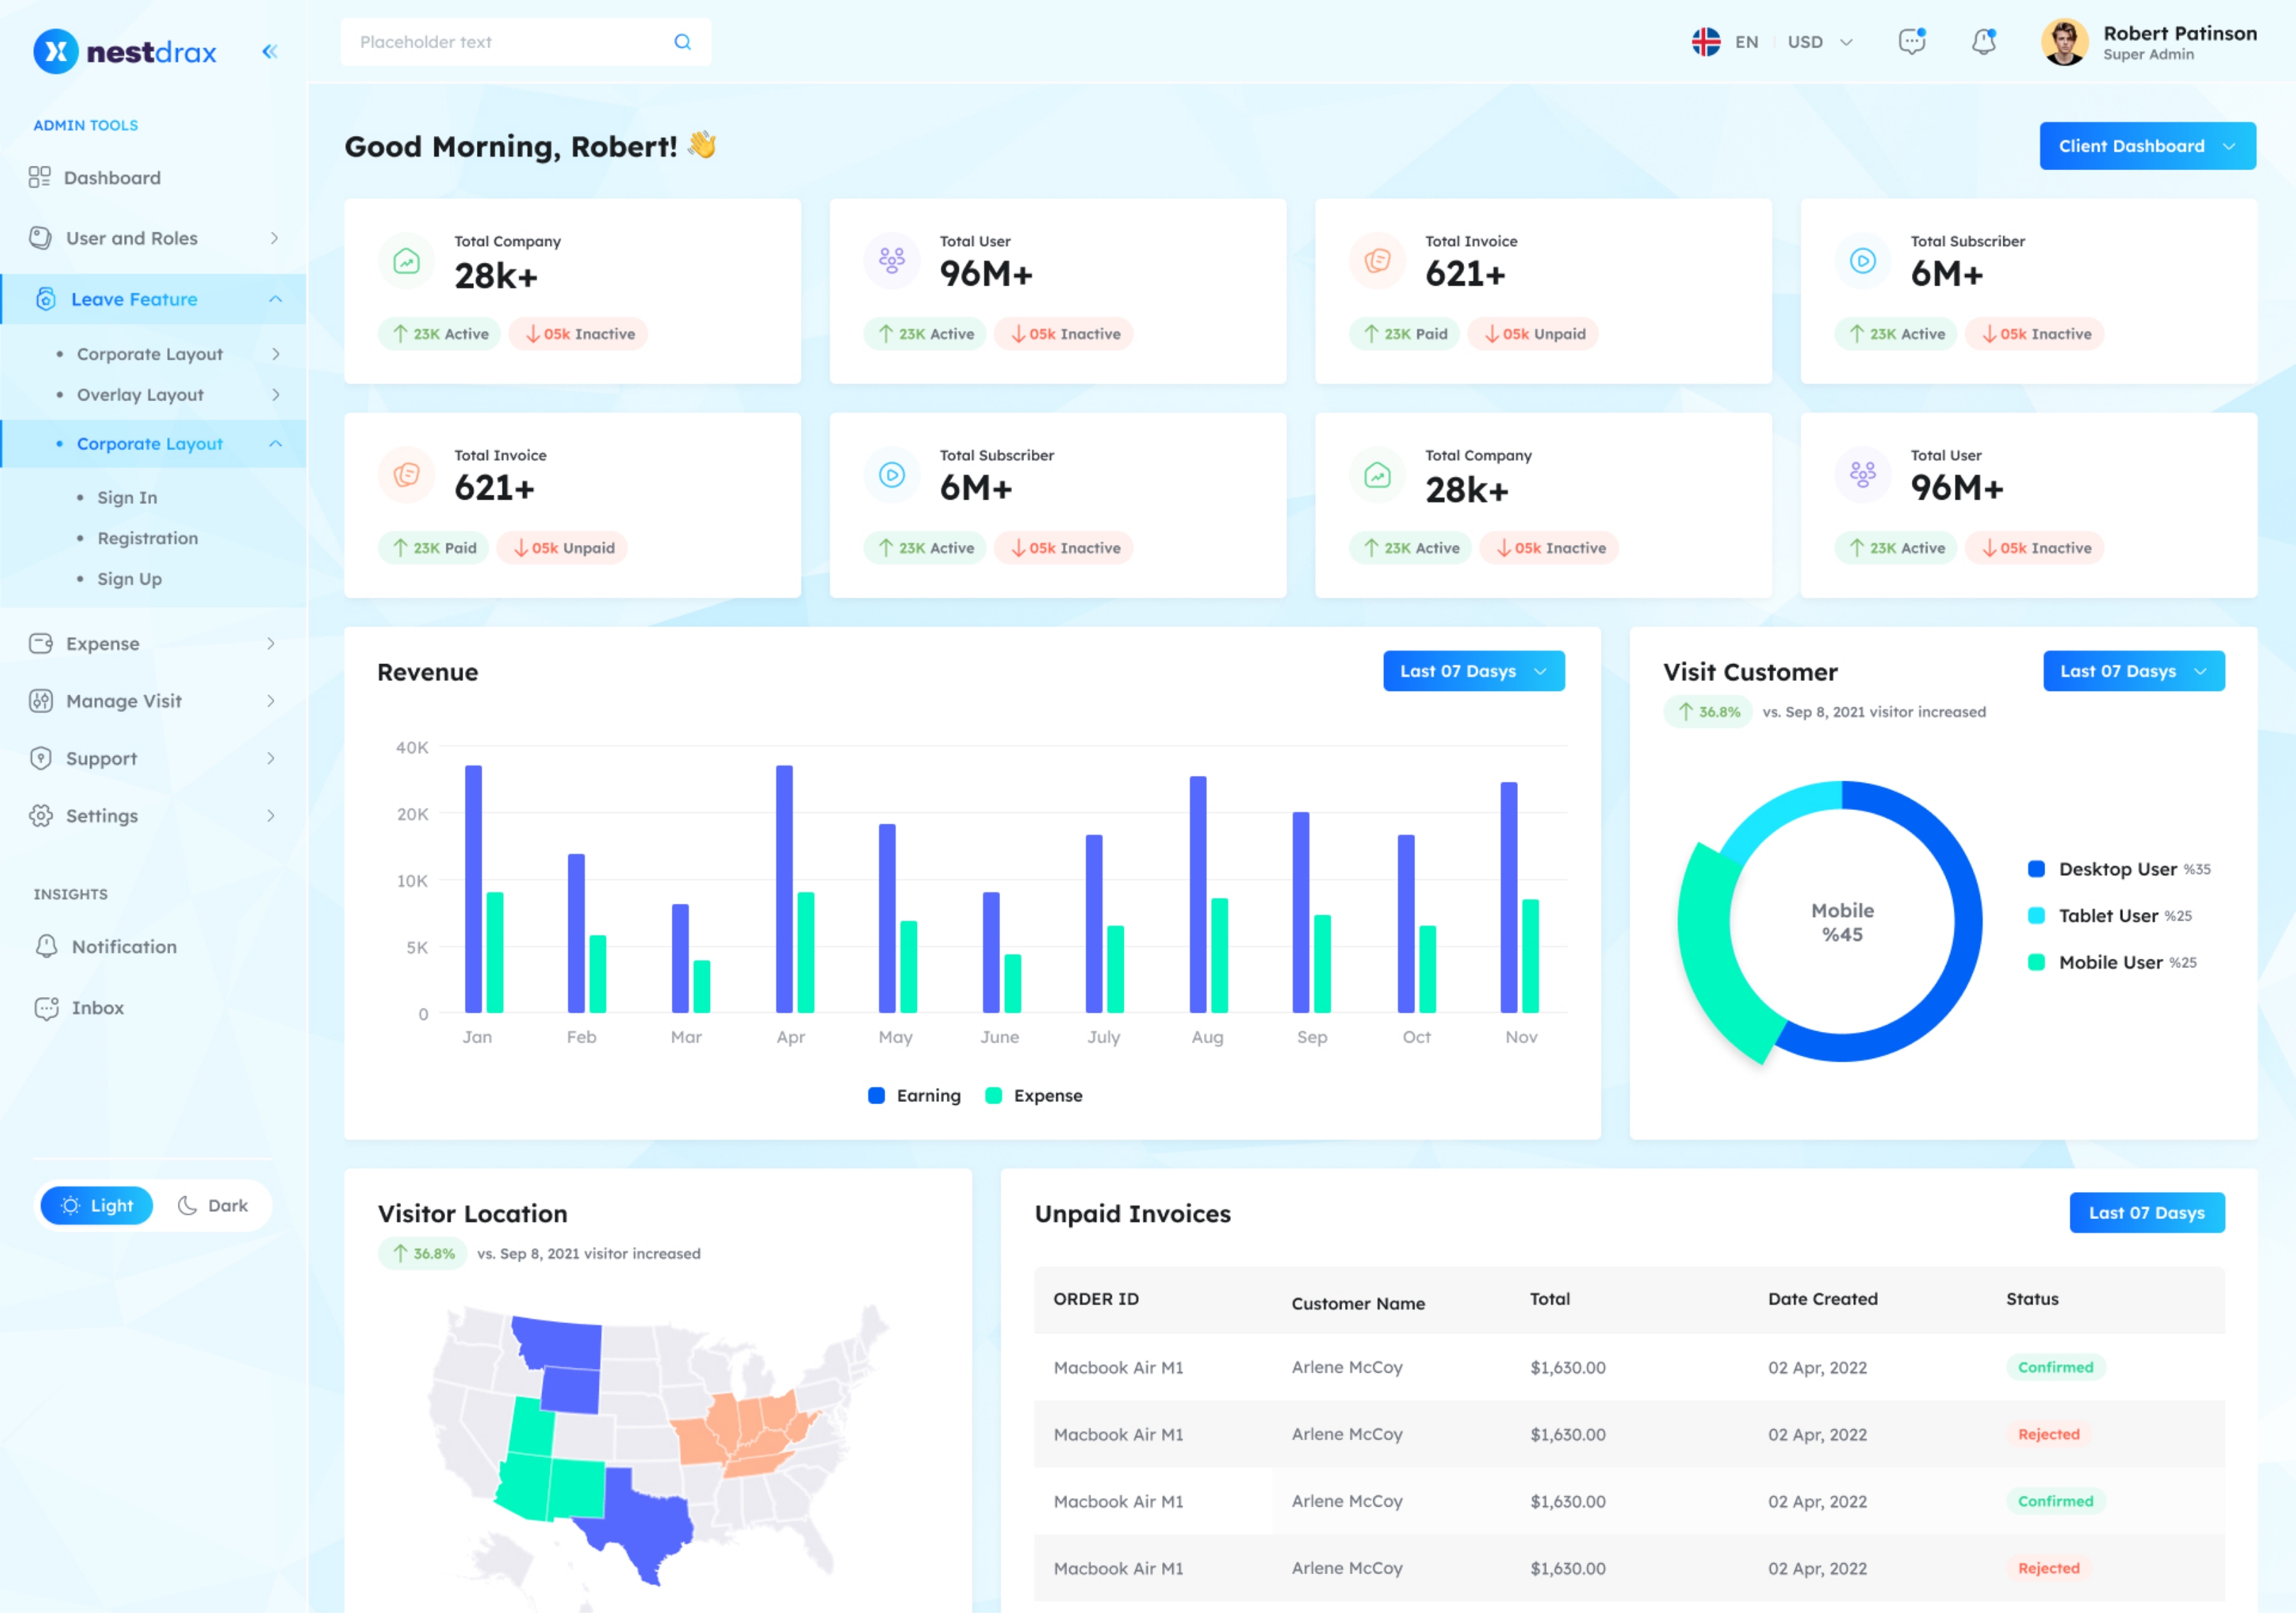 nestdrax
Placeholder text
EN USD
Robert Patinson
Super Admin
ADMIN TOOLS
Dashboard
User and Roles
Leave Feature
Corporate Layout
Overlay Layout
Corporate Layout
Sign In
Registration
Sign Up
Expense
Manage Visit
Support
Settings
INSIGHTS
Notification
Inbox
Light Dark
Good Morning, Robert! 👋
Client Dashboard
Total Company
28k+
23K Active 05k Inactive
Total User
96M+
23K Active 05k Inactive
Total Invoice
621+
23K Paid 05k Unpaid
Total Subscriber
6M+
23K Active 05k Inactive
Total Invoice
621+
23K Paid 05k Unpaid
Total Subscriber
6M+
23K Active 05k Inactive
Total Company
28k+
23K Active 05k Inactive
Total User
96M+
23K Active 05k Inactive
Revenue
Last 07 Dasys
40K
20K
10K
5K
0
Jan Feb Mar Apr May June July Aug Sep Oct Nov
Earning Expense
Visit Customer
Last 07 Dasys
36.8% vs. Sep 8, 2021 visitor increased
Mobile
%45
Desktop User %35
Tablet User %25
Mobile User %25
Visitor Location
36.8% vs. Sep 8, 2021 visitor increased
Unpaid Invoices
Last 07 Dasys
ORDER ID Customer Name Total Date Created Status
Macbook Air M1 Arlene McCoy $1,630.00 02 Apr, 2022 Confirmed
Macbook Air M1 Arlene McCoy $1,630.00 02 Apr, 2022 Rejected
Macbook Air M1 Arlene McCoy $1,630.00 02 Apr, 2022 Confirmed
Macbook Air M1 Arlene McCoy $1,630.00 02 Apr, 2022 Rejected